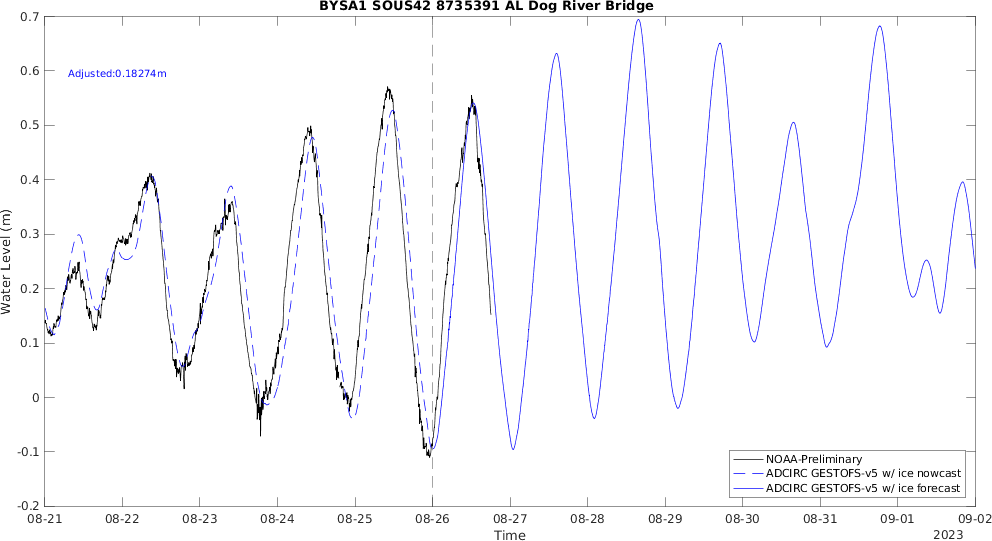 BYSA1 SOUS42 8735391 AL Dog River Bridge
Adjusted:0.18274m
Water Level (m)
0.7
0.6
0.5
0.4
0.3
0.2
0.1
0
-0.1
-0.2
NOAA-Preliminary
ADCIRC GESTOFS-v5 w/ ice nowcast
ADCIRC GESTOFS-v5 w/ ice forecast
08-21 08-22 08-23 08-24 08-25 08-26 08-27 08-28 08-29 08-30 08-31 09-01 09-02
Time
2023